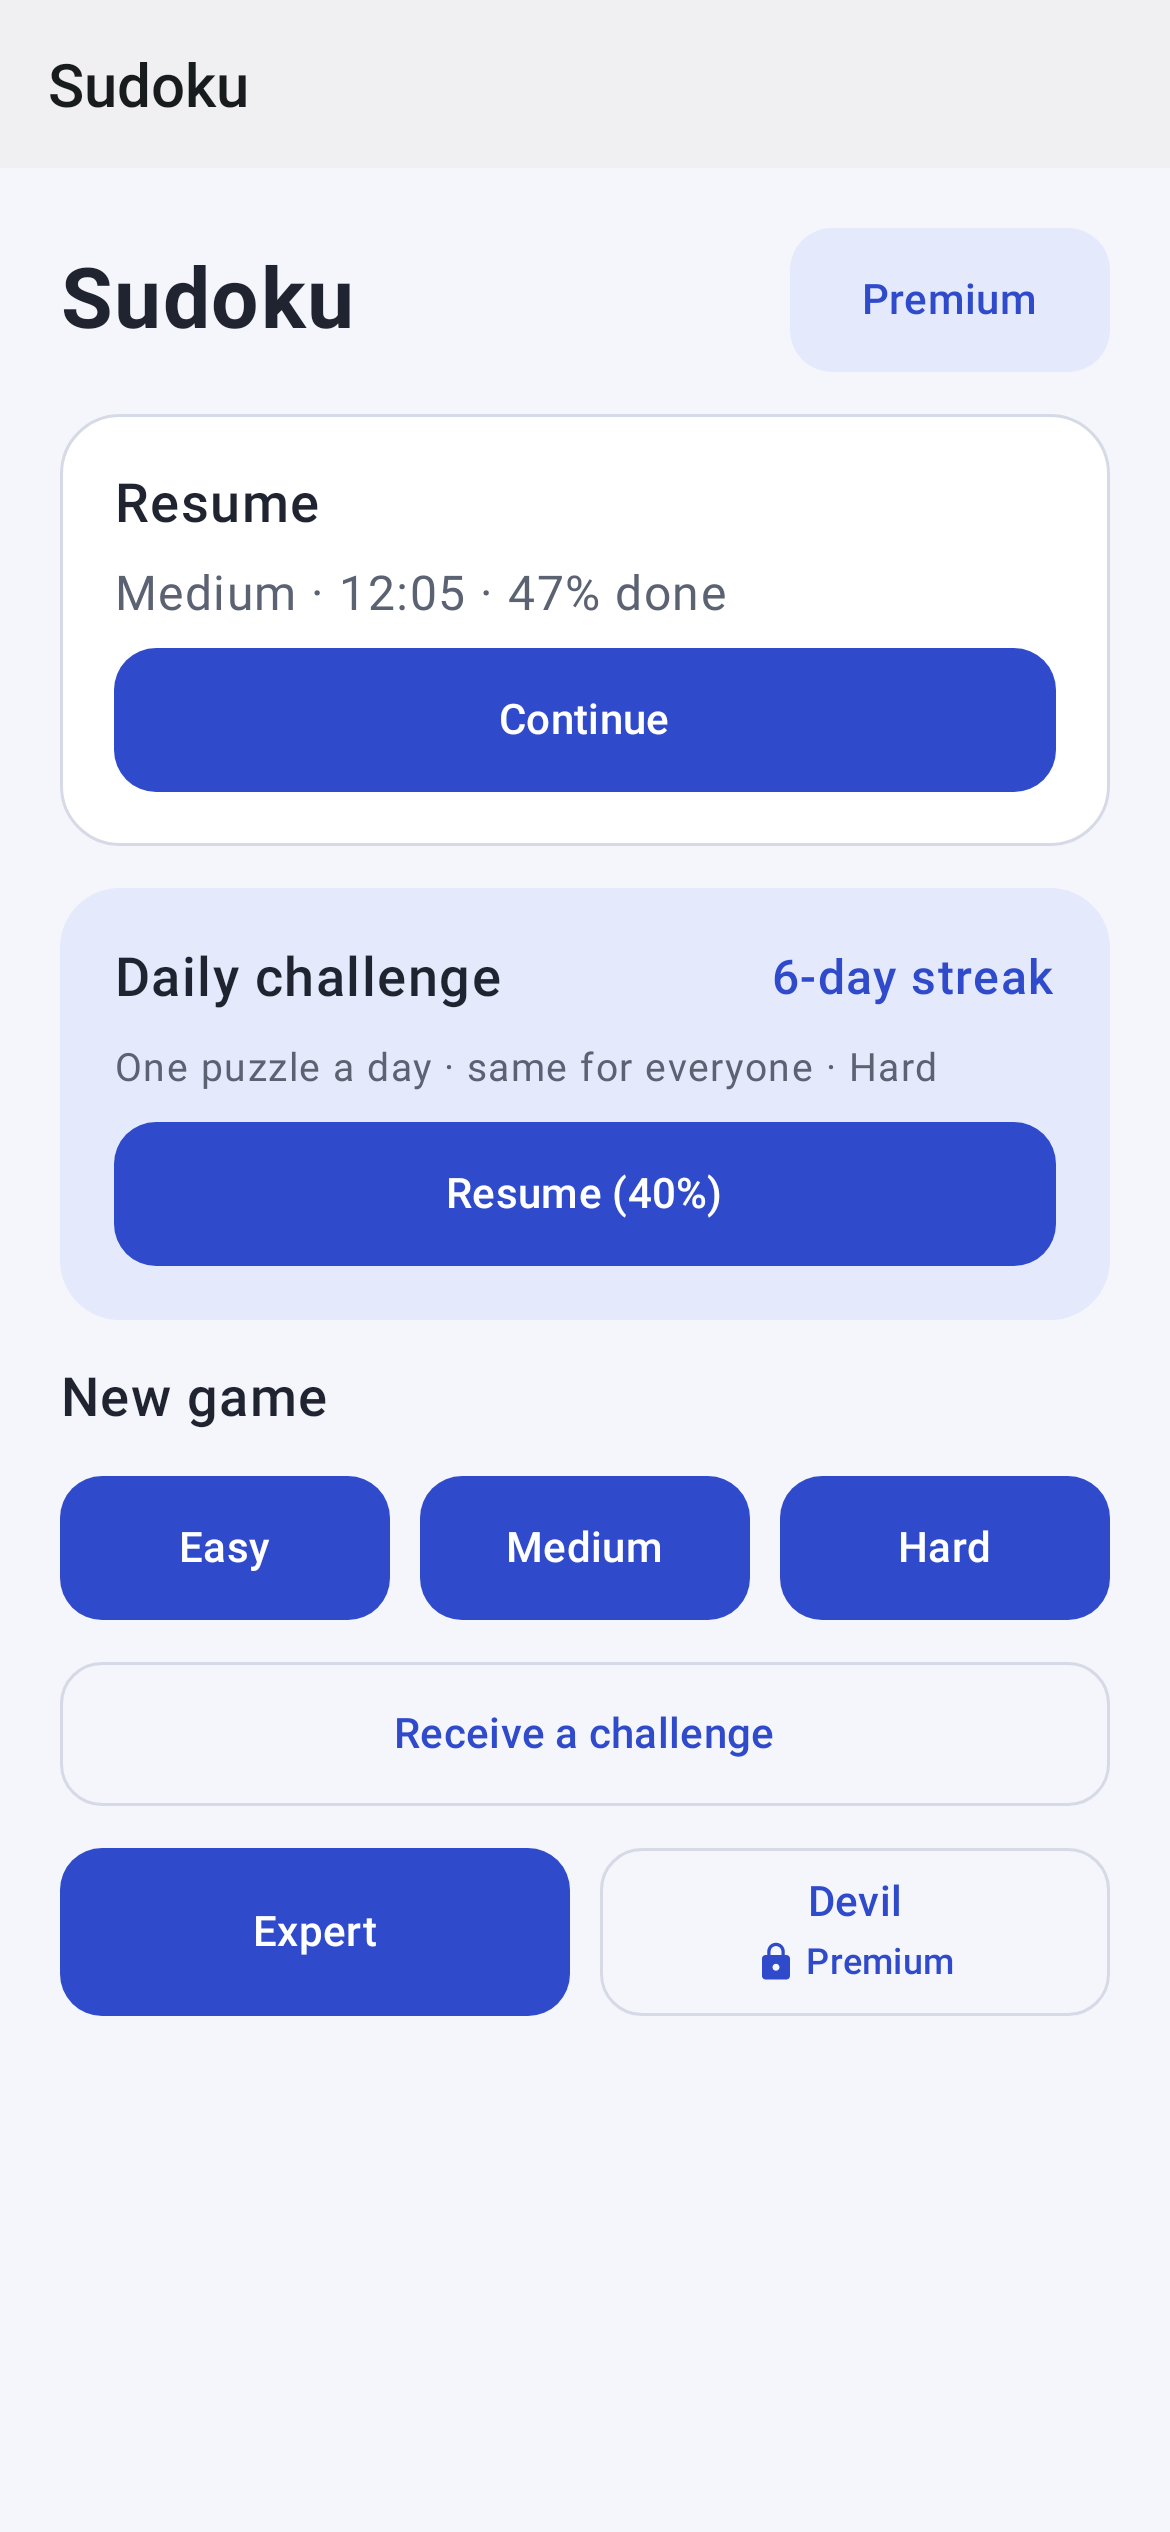 Sudoku
Sudoku
Premium
Resume
Medium · 12:05 · 47% done
Continue
Daily challenge
6-day streak
One puzzle a day · same for everyone · Hard
Resume (40%)
New game
Easy
Medium
Hard
Receive a challenge
Expert
Devil
Premium